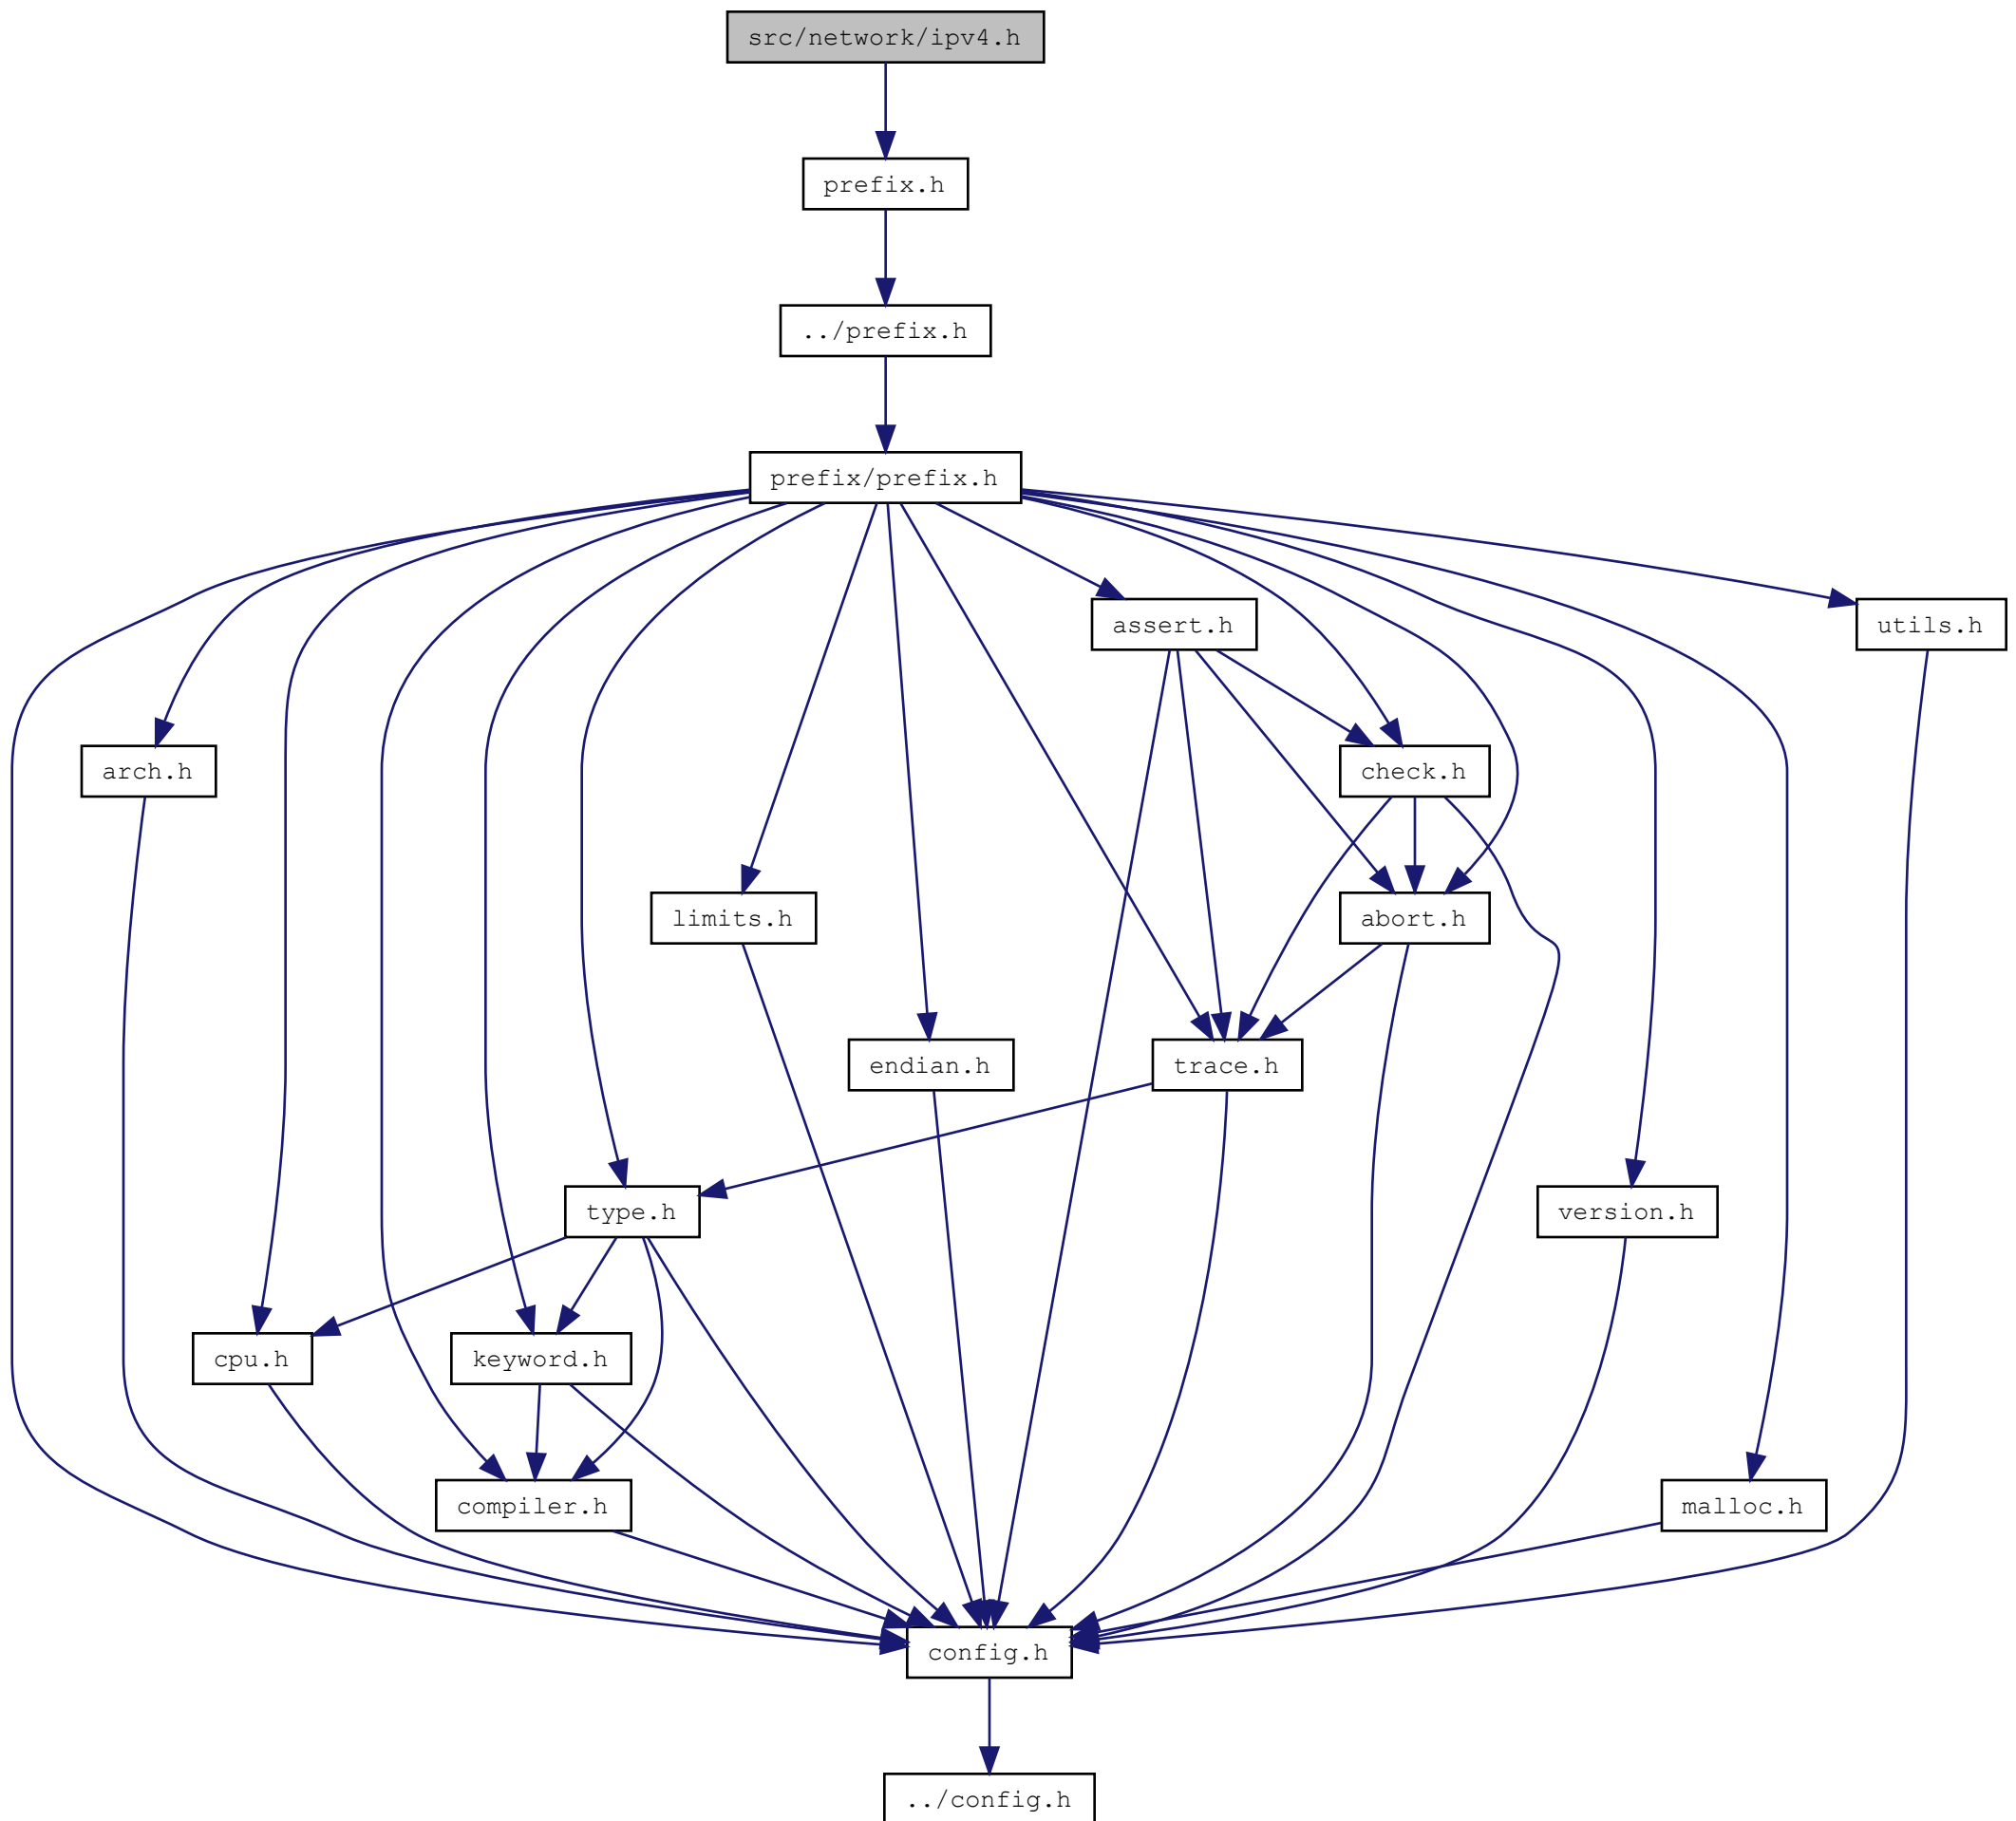 src/network/ipv4.h
prefix.h
../prefix.h
prefix/prefix.h
assert.h
utils.h
arch.h
check.h
limits.h
abort.h
endian.h
trace.h
type.h
version.h
cpu.h
keyword.h
compiler.h
malloc.h
config.h
../config.h